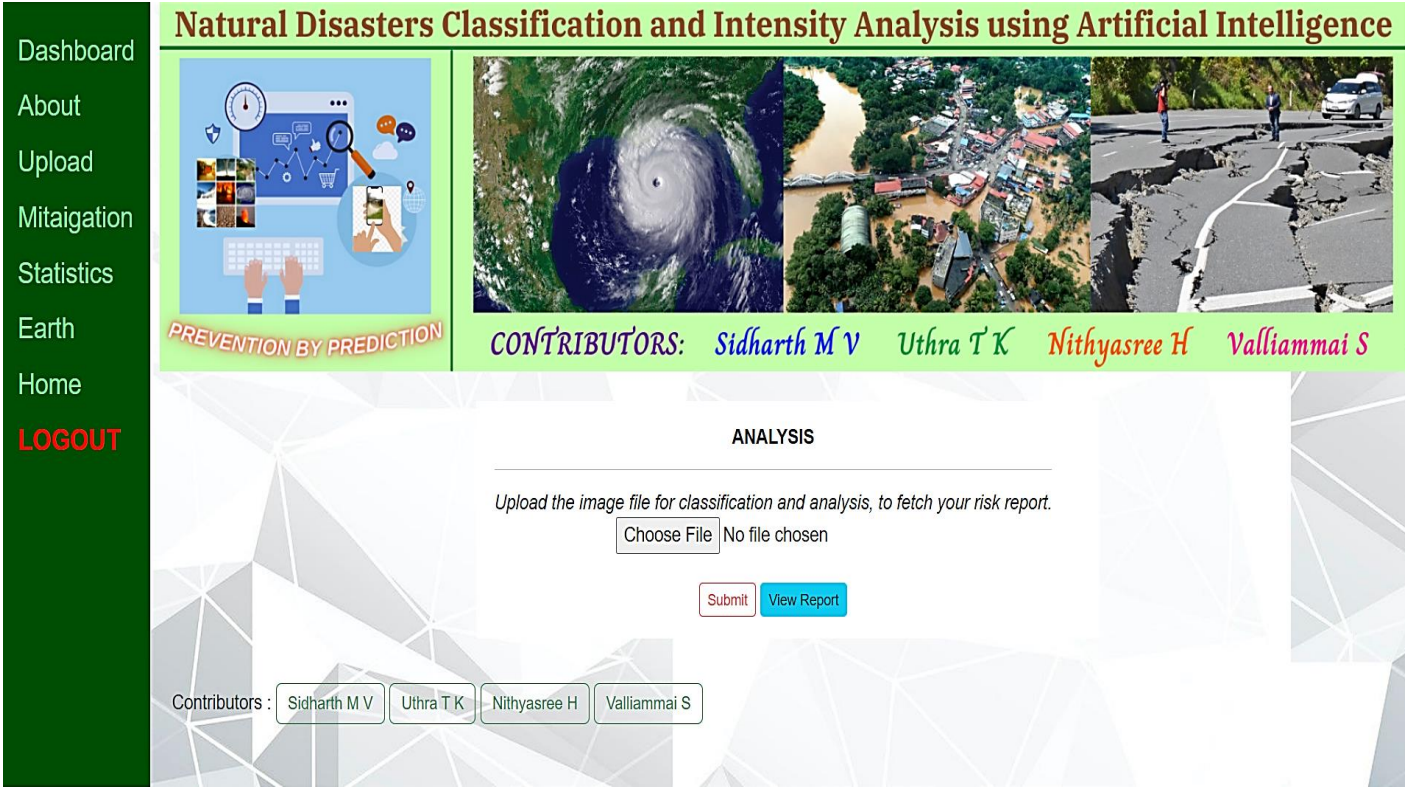 Natural Disasters Classification and Intensity Analysis using Artificial Intelligence
Dashboard
About
Upload
Mitaigation
Statistics
Earth
Home
LOGOUT
PREVENTION BY PREDICTION
CONTRIBUTORS: Sidharth M V Uthra T K Nithyasree H Valliammai S
ANALYSIS
Upload the image file for classification and analysis, to fetch your risk report.
Choose File No file chosen
Submit View Report
Contributors : Sidharth M V Uthra T K Nithyasree H Valliammai S